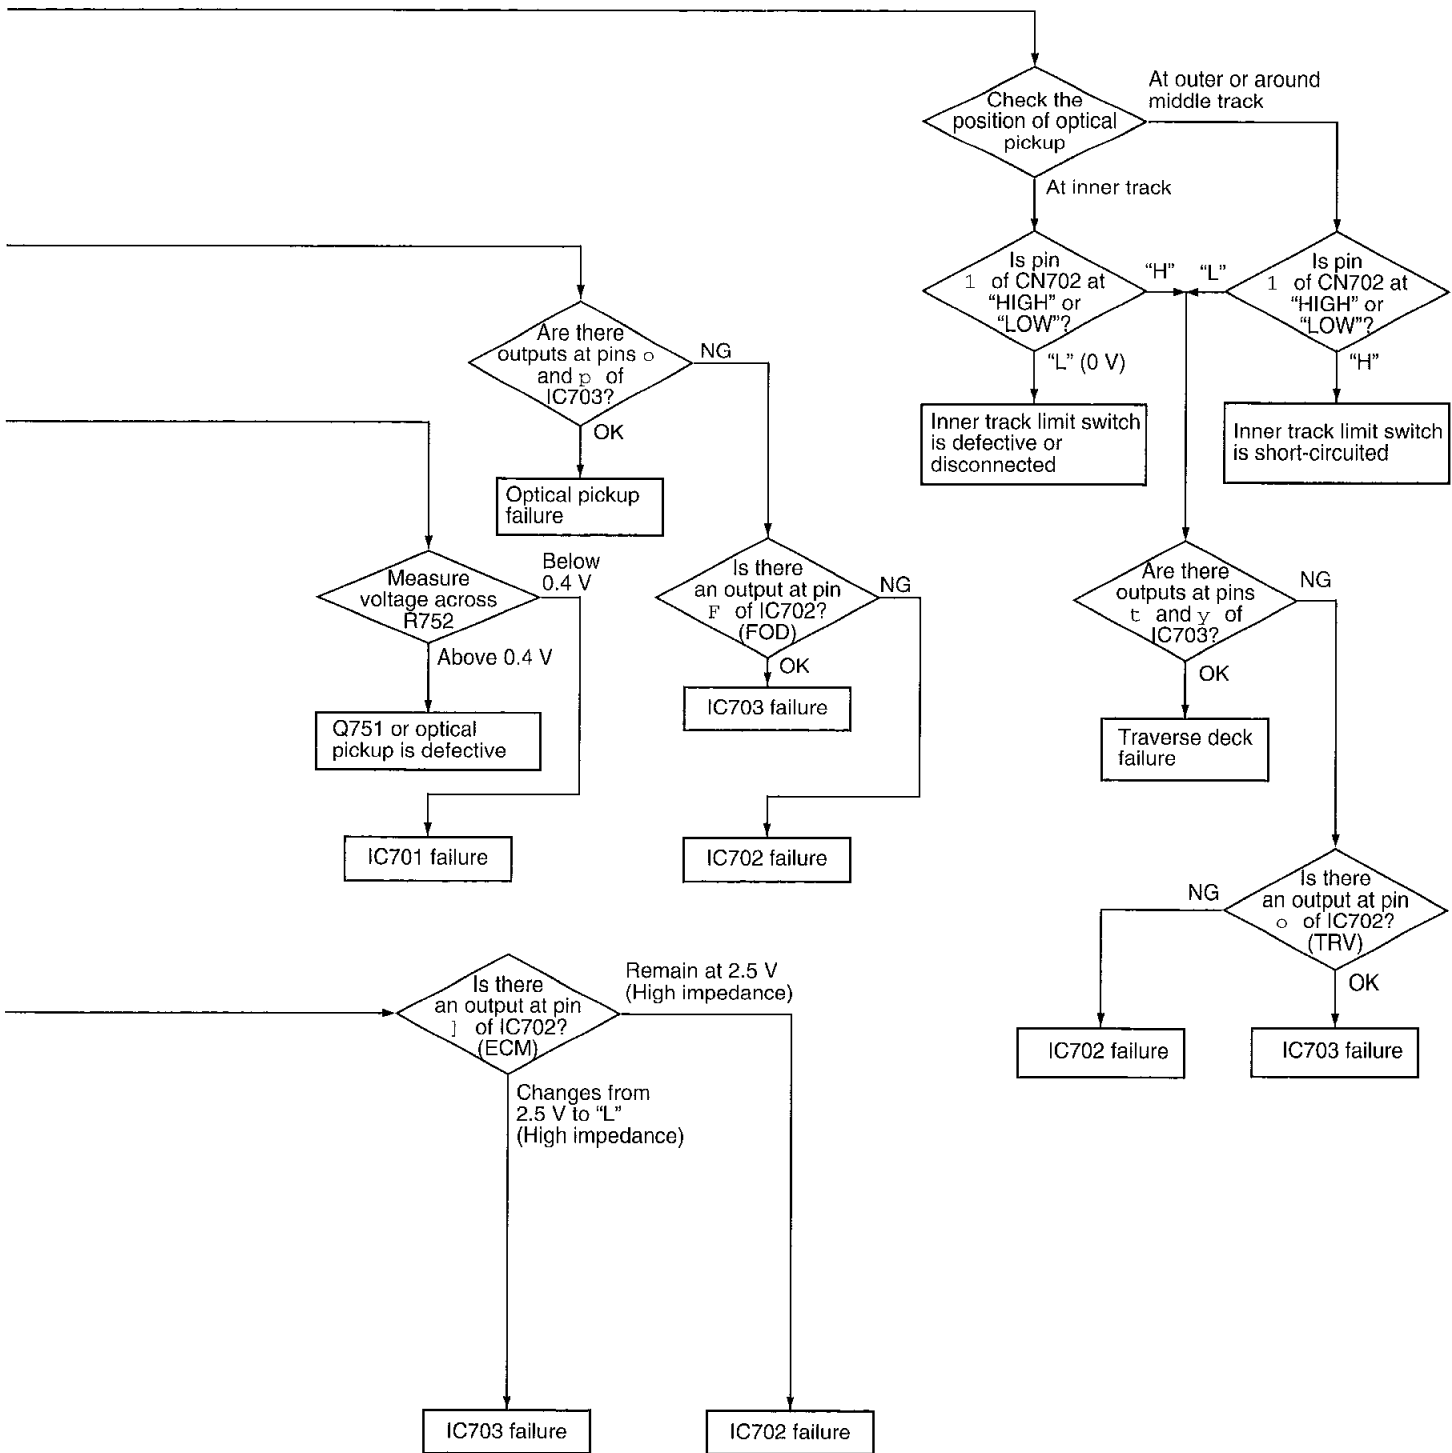 Check the
position of optical
pickup
At outer or around
middle track
At inner track
Is pin
1 of CN702 at
“HIGH” or
“LOW”?
“H”
“L”
Is pin
1 of CN702 at
“HIGH” or
“LOW”?
“L” (0 V)
“H”
Inner track limit switch
is defective or
disconnected
Inner track limit switch
is short-circuited
Are there
outputs at pins o
and p of
IC703?
NG
OK
Optical pickup
failure
Measure
voltage across
R752
Below
0.4 V
Above 0.4 V
Q751 or optical
pickup is defective
IC701 failure
Is there
an output at pin
F of IC702?
(FOD)
NG
OK
IC703 failure
IC702 failure
Are there
outputs at pins
t and y of
IC703?
NG
OK
Traverse deck
failure
Is there
an output at pin
o of IC702?
(TRV)
NG
OK
IC702 failure
IC703 failure
Is there
an output at pin
] of IC702?
(ECM)
Remain at 2.5 V
(High impedance)
Changes from
2.5 V to “L”
(High impedance)
IC703 failure
IC702 failure